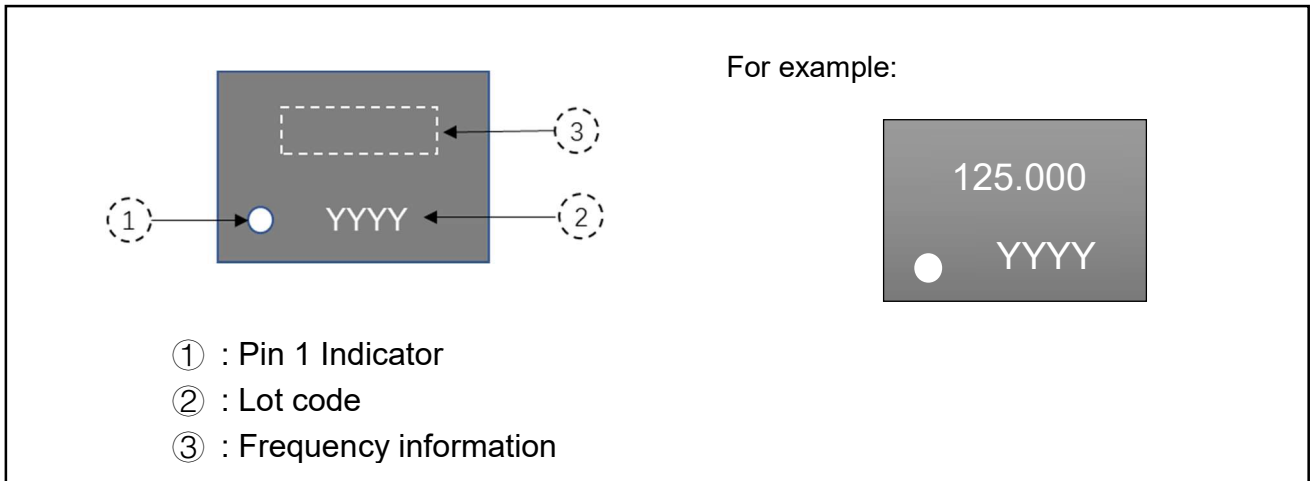 For example:
③
① YYYY ②
125.000
YYYY
① : Pin 1 Indicator
② : Lot code
③ : Frequency information